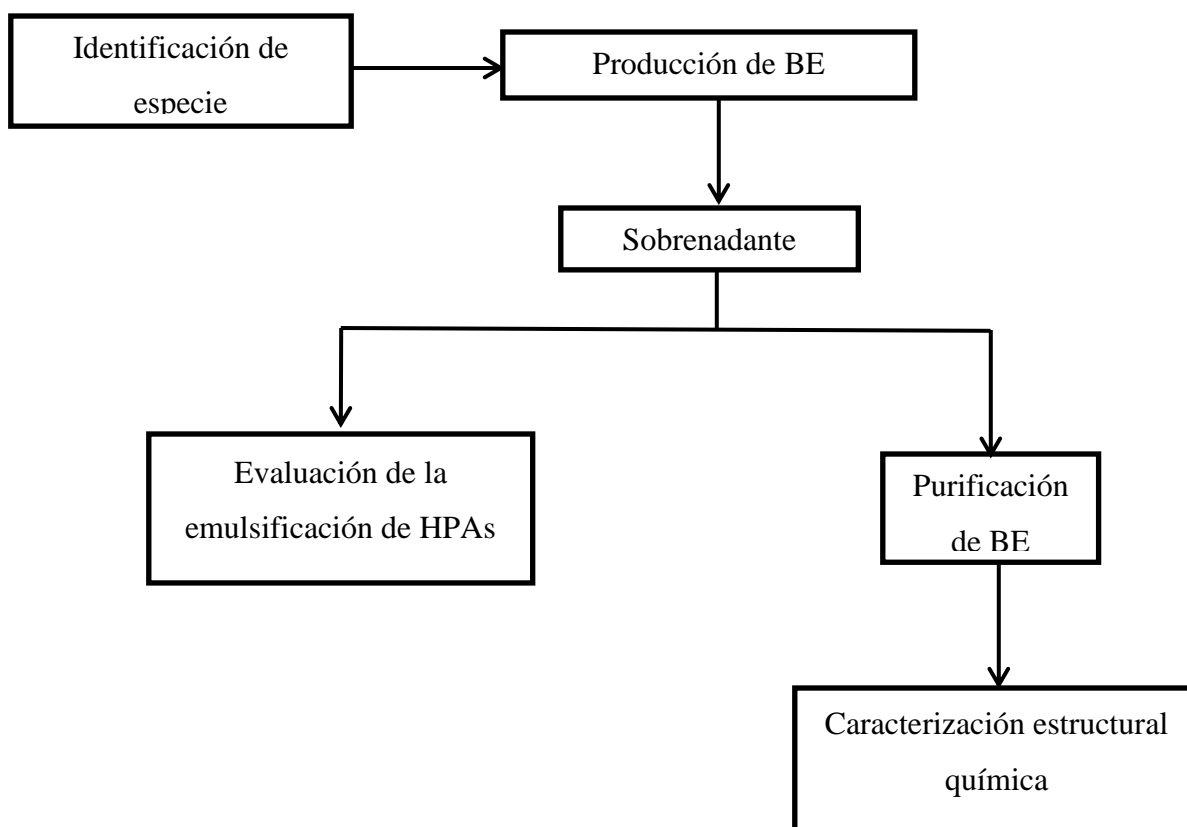 Identificación de
especie
Producción de BE
Sobrenadante
Evaluación de la
emulsificación de HPAs
Purificación
de BE
Caracterización estructural
química